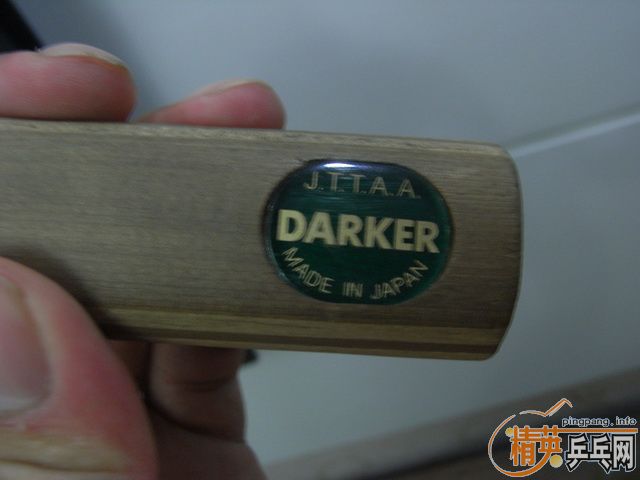 J.T.T.A.A.
DARKER
MADE IN JAPAN
pingpang.info
精英乒乓网